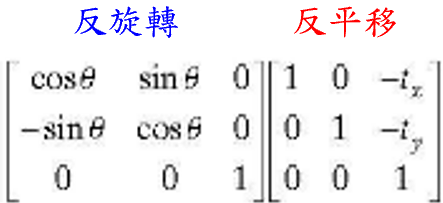 反旋轉 反平移
cosθ sinθ 0 1 0 -tₓ
-sinθ cosθ 0 0 1 -t_y
0 0 1 0 0 1